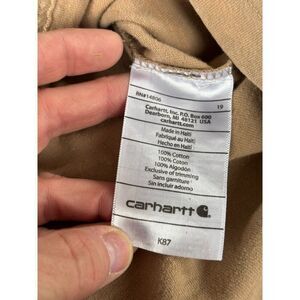 RN#14806 19
Carhartt, Inc. P.O. Box 600
Dearborn, MI 48121
carhartt.com
Made in Haiti
Fabriqué au Haïti
Hecho en Haití
100% Cotton
100% Coton
100% Algodón
Exclusive of trimming
Sans garniture
Sin incluir adorno
carhartt
K87